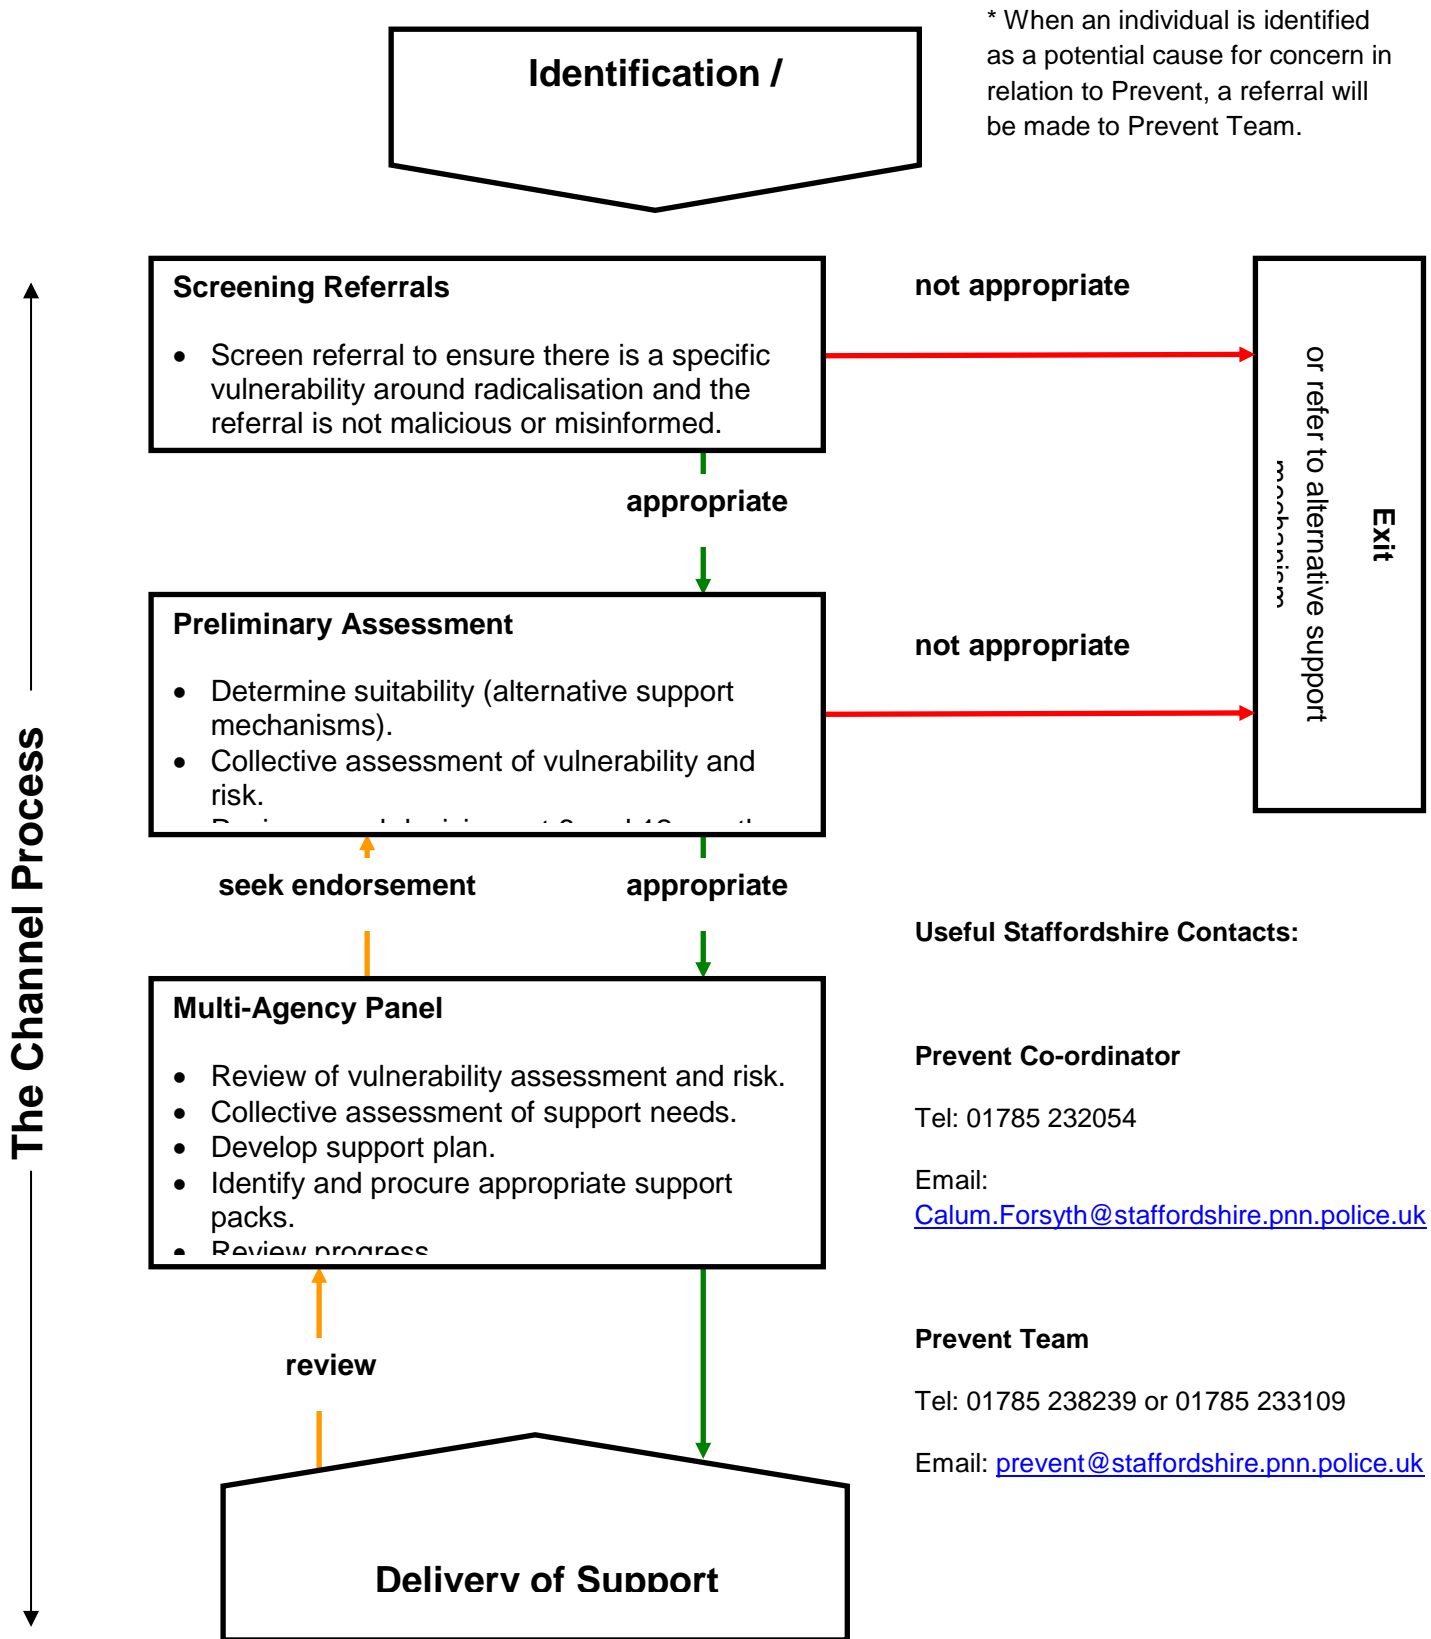 * When an individual is identified
as a potential cause for concern in
relation to Prevent, a referral will
be made to Prevent Team.
Identification /
Screening Referrals
• Screen referral to ensure there is a specific
vulnerability around radicalisation and the
referral is not malicious or misinformed.
not appropriate
appropriate
Exit
or refer to alternative support
mechanism
Preliminary Assessment
• Determine suitability (alternative support
mechanisms).
• Collective assessment of vulnerability and
risk.
not appropriate
seek endorsement
appropriate
Multi-Agency Panel
• Review of vulnerability assessment and risk.
• Collective assessment of support needs.
• Develop support plan.
• Identify and procure appropriate support
packs.
• Review progress
review
Delivery of Support
The Channel Process
Useful Staffordshire Contacts:
Prevent Co-ordinator
Tel: 01785 232054
Email:
Calum.Forsyth@staffordshire.pnn.police.uk
Prevent Team
Tel: 01785 238239 or 01785 233109
Email: prevent@staffordshire.pnn.police.uk